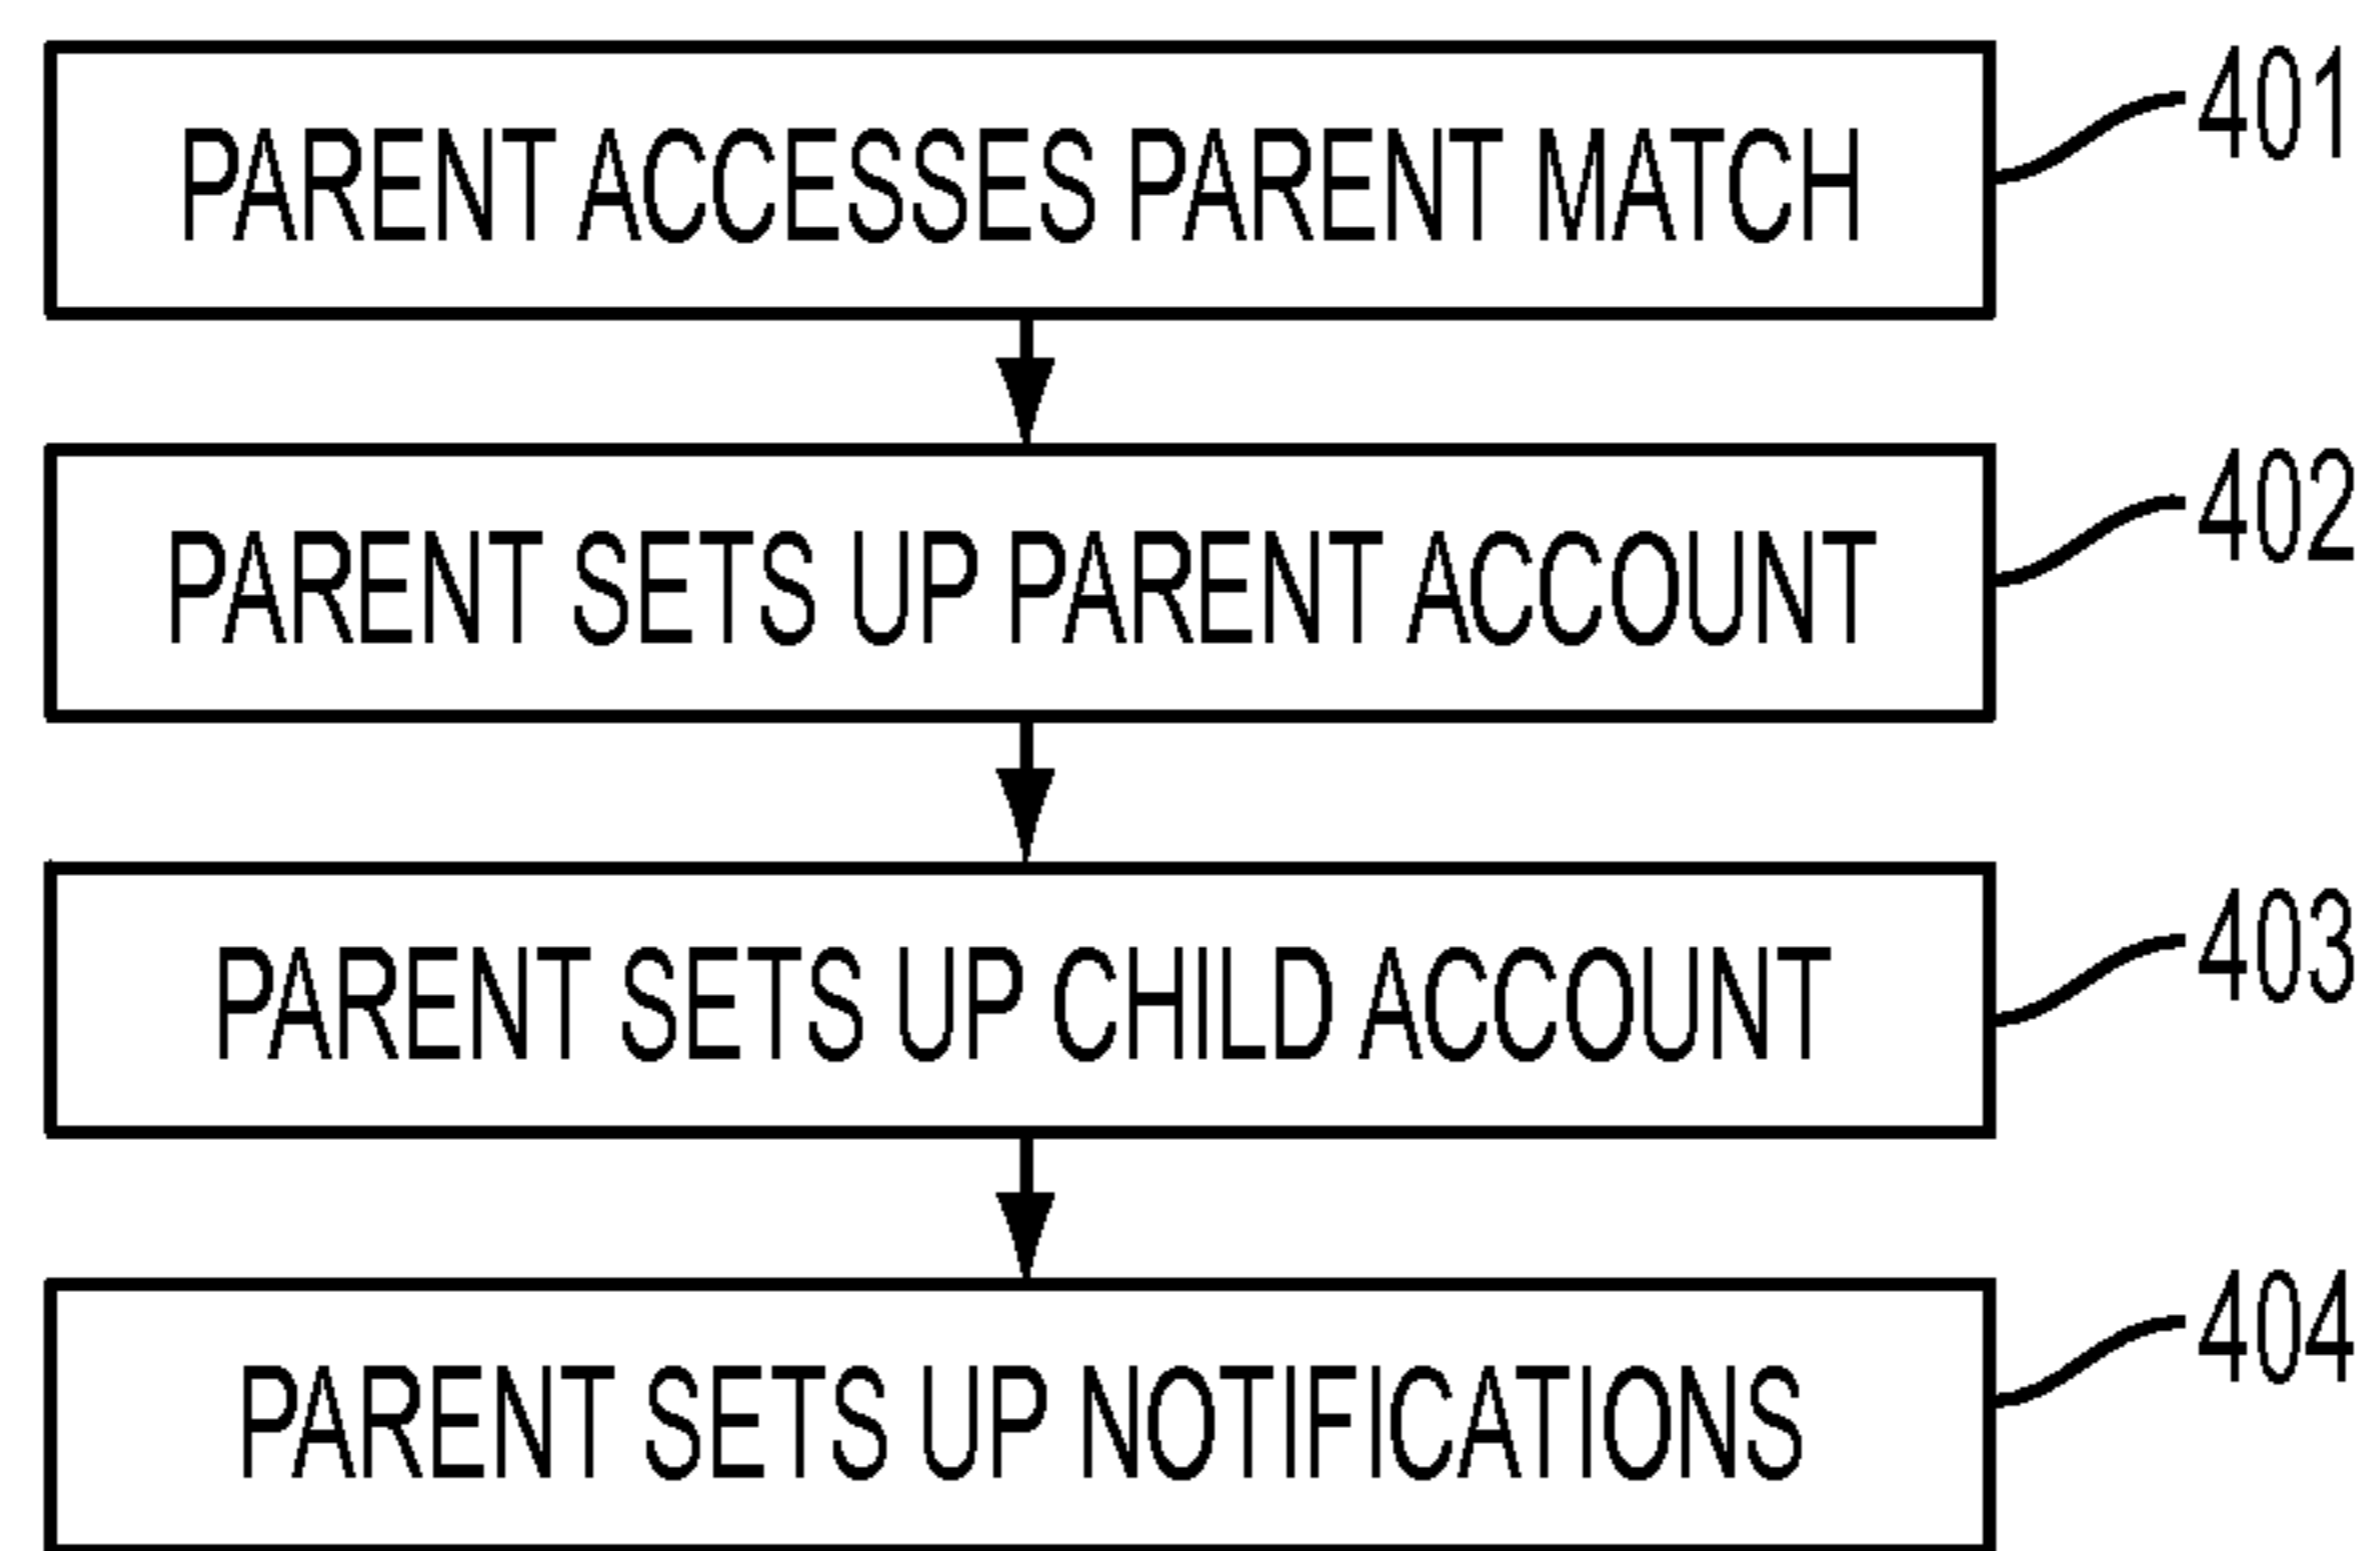 PARENT ACCESSES PARENT MATCH
401
PARENT SETS UP PARENT ACCOUNT
402
PARENT SETS UP CHILD ACCOUNT
403
PARENT SETS UP NOTIFICATIONS
404